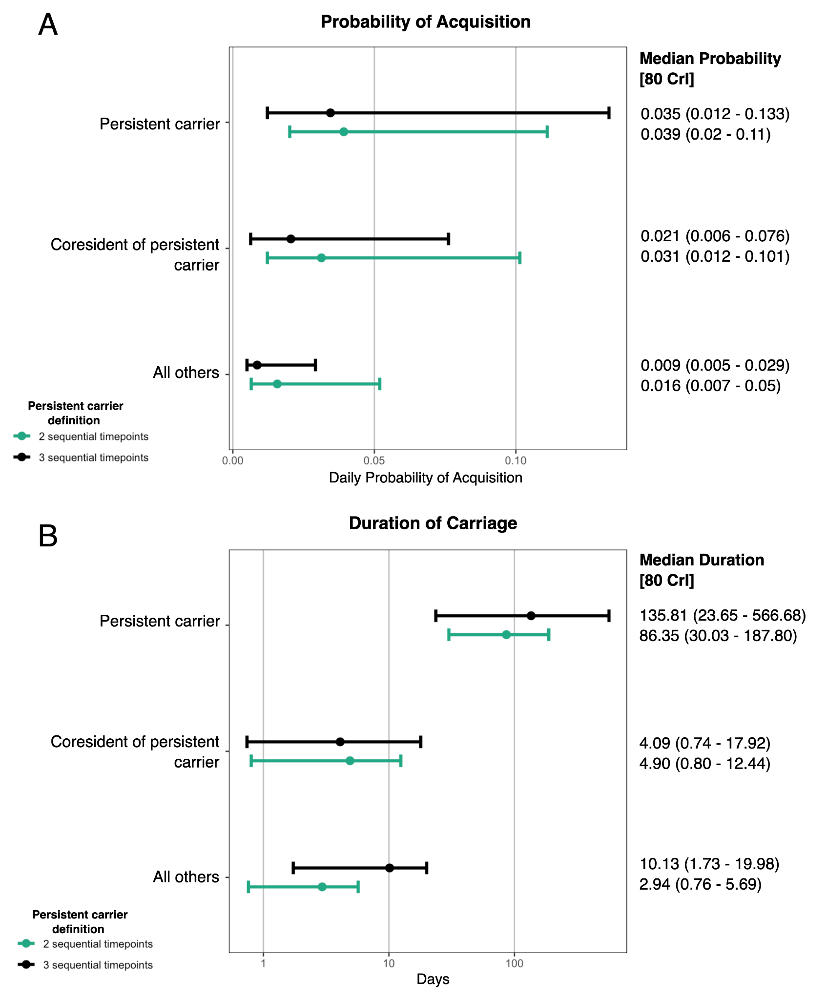 A
Probability of Acquisition
Median Probability
[80 CrI]
Persistent carrier
0.035 (0.012 - 0.133)
0.039 (0.02 - 0.11)
Coresident of persistent
carrier
0.021 (0.006 - 0.076)
0.031 (0.012 - 0.101)
All others
0.009 (0.005 - 0.029)
0.016 (0.007 - 0.05)
Persistent carrier
definition
2 sequential timepoints
3 sequential timepoints
0.00 0.05 0.10
Daily Probability of Acquisition
B
Duration of Carriage
Median Duration
[80 CrI]
Persistent carrier
135.81 (23.65 - 566.68)
86.35 (30.03 - 187.80)
Coresident of persistent
carrier
4.09 (0.74 - 17.92)
4.90 (0.80 - 12.44)
All others
10.13 (1.73 - 19.98)
2.94 (0.76 - 5.69)
Persistent carrier
definition
2 sequential timepoints
3 sequential timepoints
1 10 100
Days